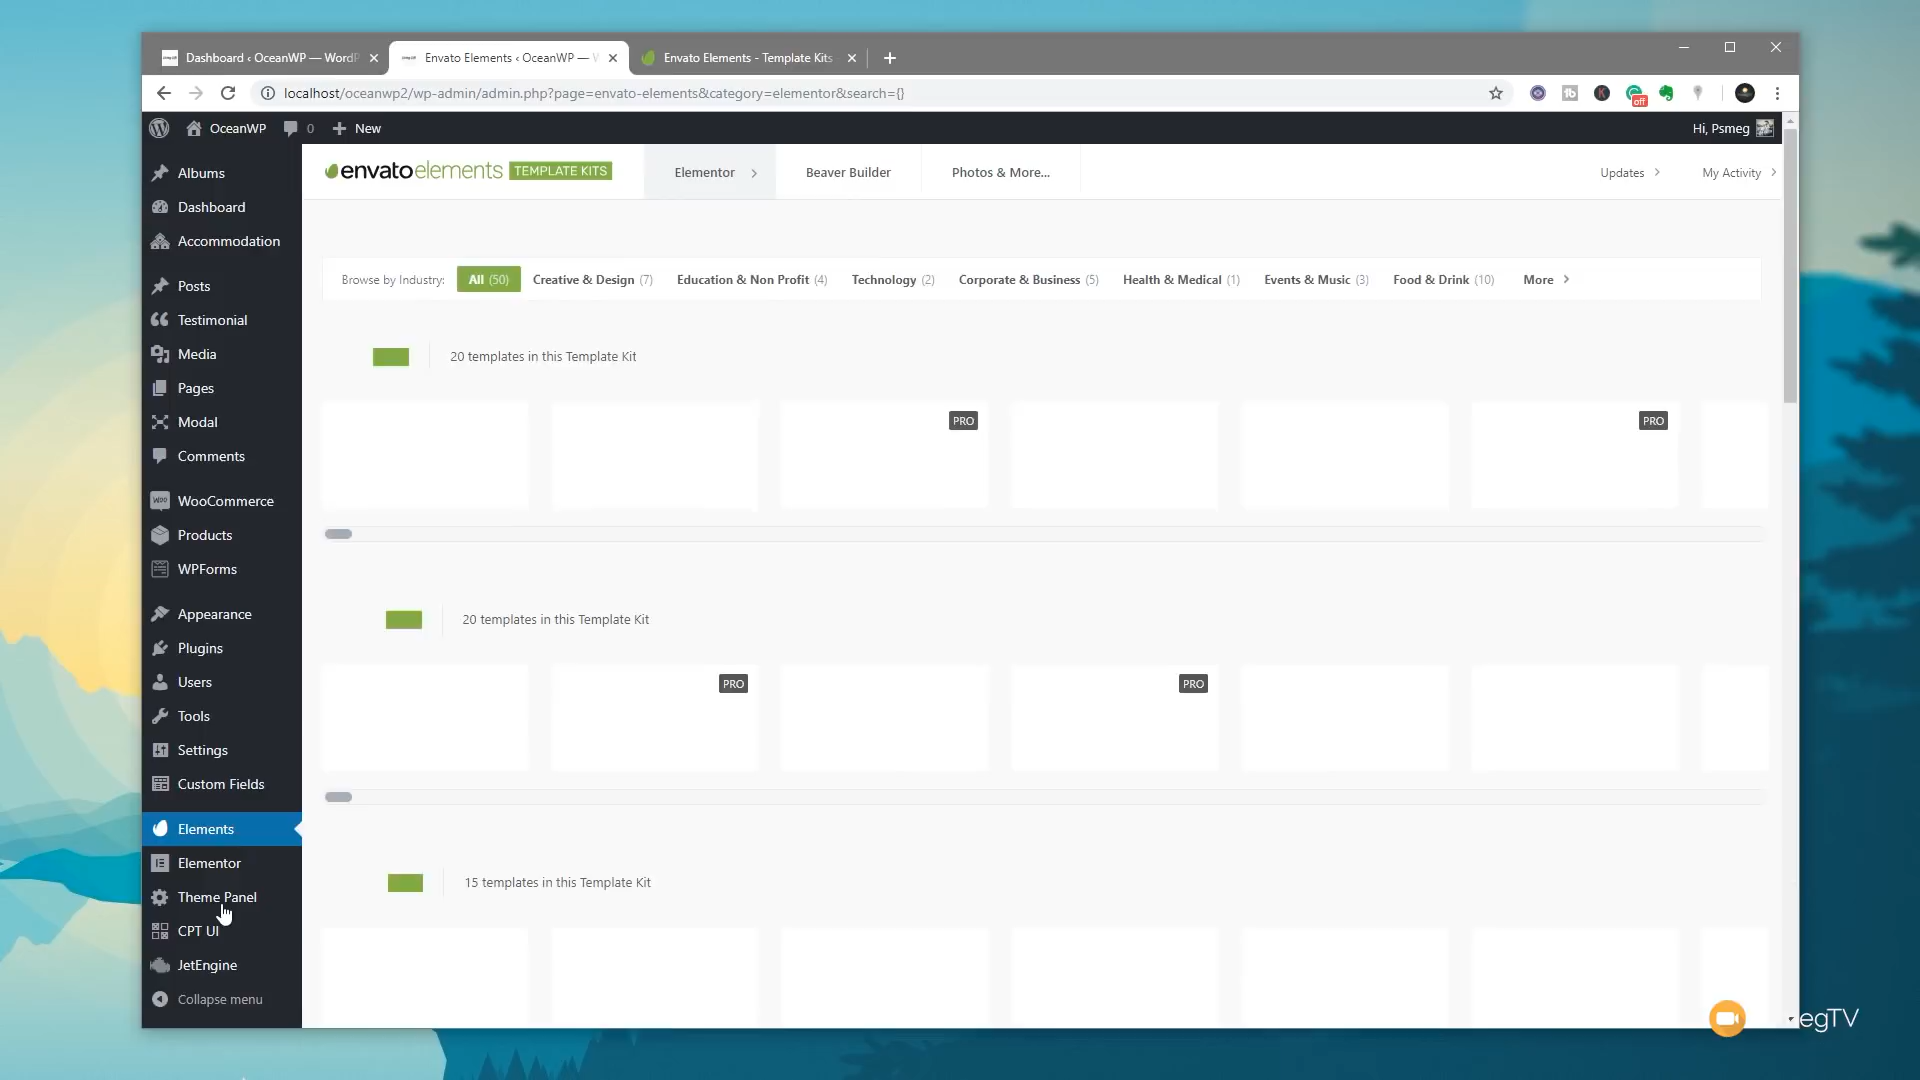 Dashboard ‹ OceanWP — WordP
Envato Elements ‹ OceanWP — W
Envato Elements - Template Kits
localhost/oceanwp2/wp-admin/admin.php?page=envato-elements&category=elementor&search={}
off
OceanWP 0 New Hi, Psmeg
Albums
Dashboard
Accommodation
Posts
Testimonial
Media
Pages
Modal
Comments
WooCommerce
Products
WPForms
Appearance
Plugins
Users
Tools
Settings
Custom Fields
Elements
Elementor
Theme Panel
CPT UI
JetEngine
Collapse menu
envatoelements TEMPLATE KITS Elementor Beaver Builder Photos & More... Updates My Activity
Browse by Industry: All (50) Creative & Design (7) Education & Non Profit (4) Technology (2) Corporate & Business (5) Health & Medical (1) Events & Music (3) Food & Drink (10) More
20 templates in this Template Kit
PRO PRO
20 templates in this Template Kit
PRO PRO
15 templates in this Template Kit
egTV